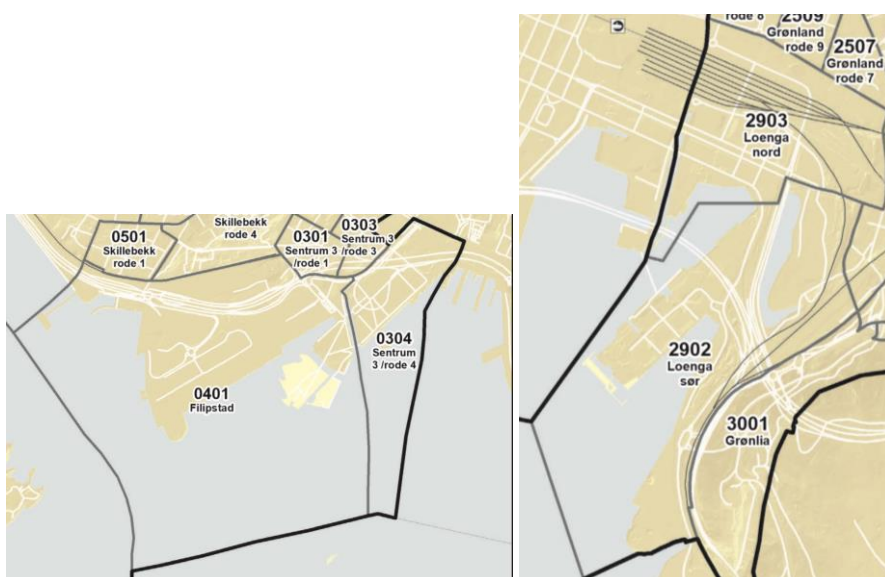 0501
Skillebekk
rode 1
Skillebekk
rode 4
0301
Sentrum 3
/rode 1
0303
Sentrum 3
/rode 3
0304
Sentrum
3 /rode 4
0401
Filipstad
rode 8
2509
Grønland
rode 9
2507
Grønland
rode 7
2903
Loenga
nord
2902
Loenga
sør
3001
Grønlia